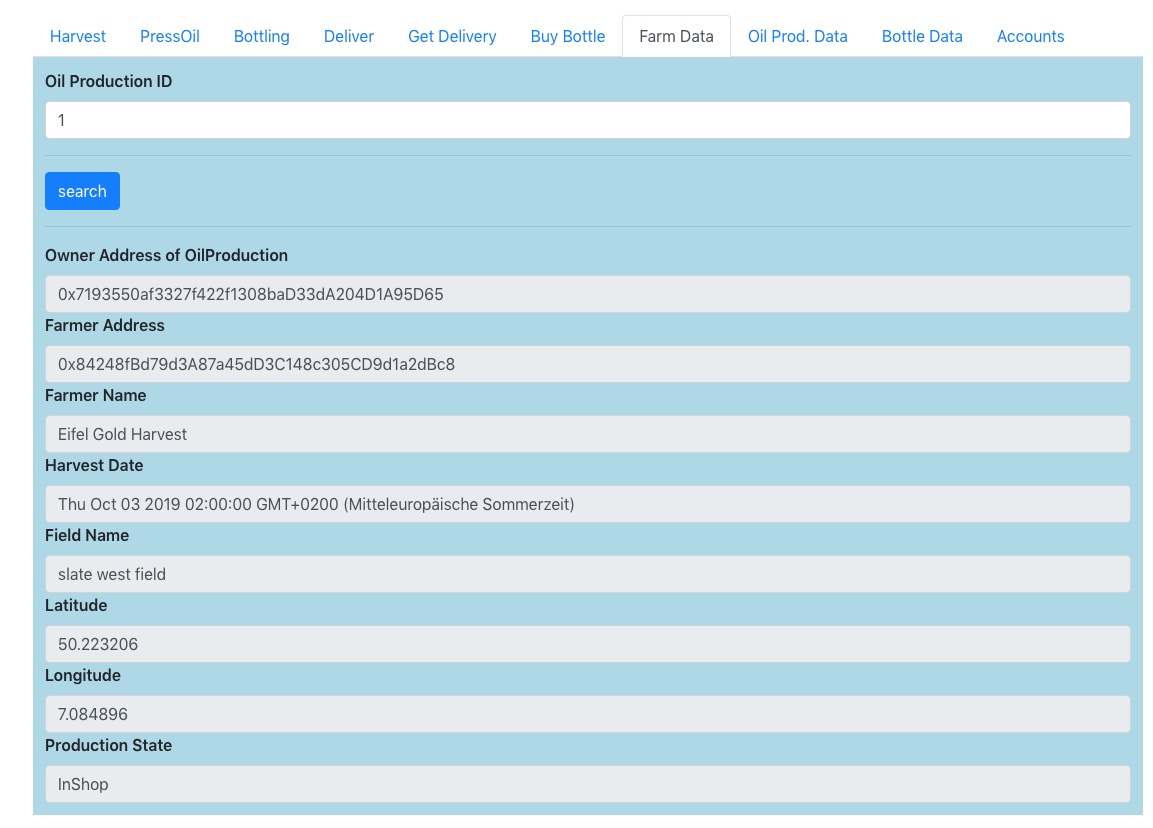 Harvest PressOil Bottling Deliver Get Delivery Buy Bottle Farm Data Oil Prod. Data Bottle Data Accounts
Oil Production ID
1
search
Owner Address of OilProduction
0x7193550af3327f422f1308baD33dA204D1A95D65
Farmer Address
0x84248fBd79d3A87a45dD3C148c305CD9d1a2dBc8
Farmer Name
Eifel Gold Harvest
Harvest Date
Thu Oct 03 2019 02:00:00 GMT+0200 (Mitteleuropäische Sommerzeit)
Field Name
slate west field
Latitude
50.223206
Longitude
7.084896
Production State
InShop